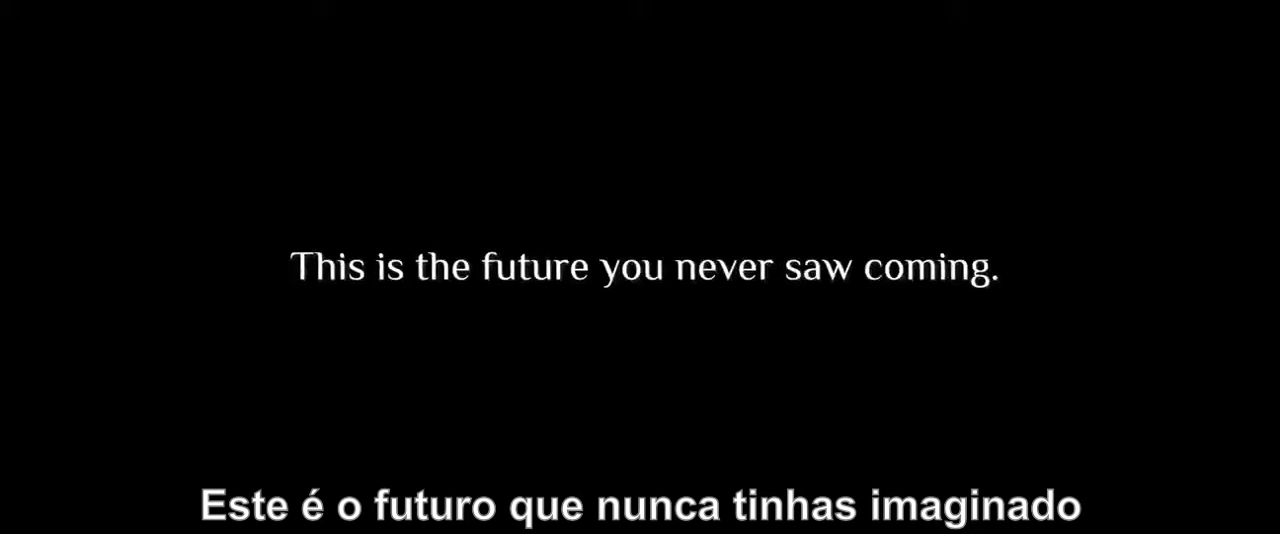 This is the future you never saw coming.
Este é o futuro que nunca tinhas imaginado